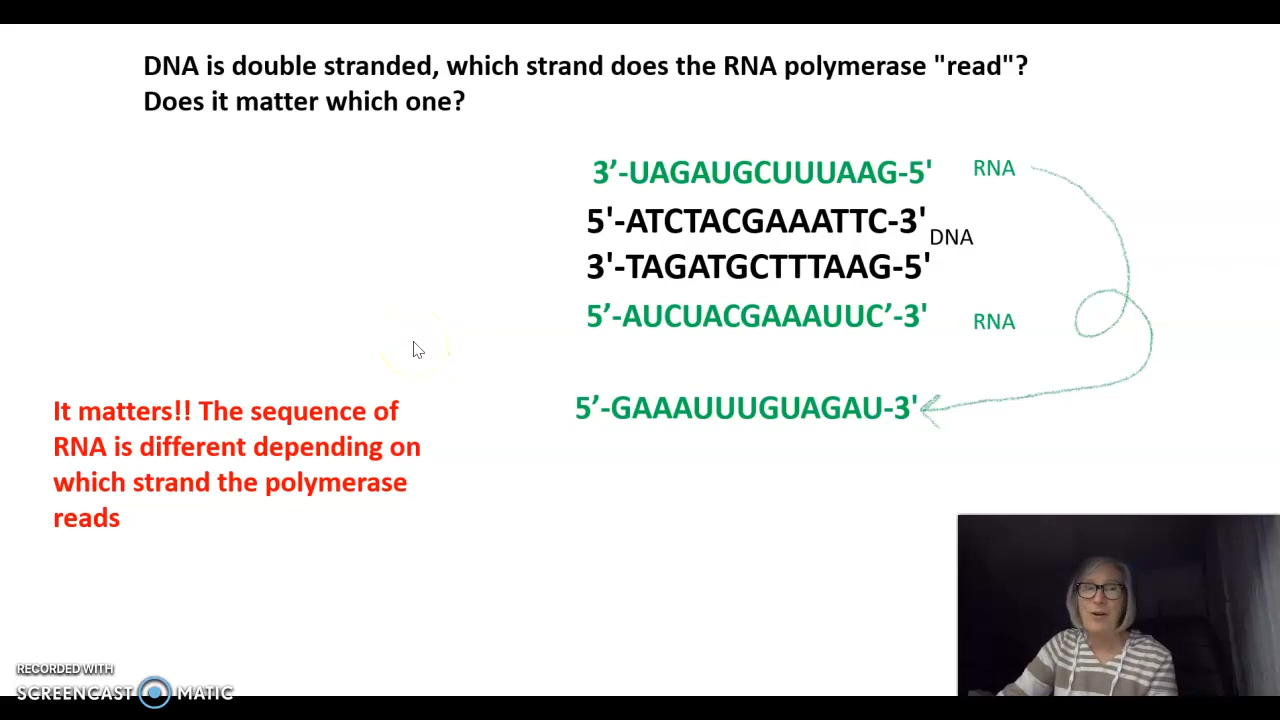 DNA is double stranded, which strand does the RNA polymerase "read"?
Does it matter which one?
3’-UAGAUGCUUUAAG-5'
RNA
5'-ATCTACGAAATTC-3'
DNA
3'-TAGATGCTTTAAG-5'
5’-AUCUACGAAAUUC’-3'
RNA
5’-GAAAUUUGUAGAU-3'
It matters!! The sequence of
RNA is different depending on
which strand the polymerase
reads
RECORDED WITH
SCREENCAST MATIC